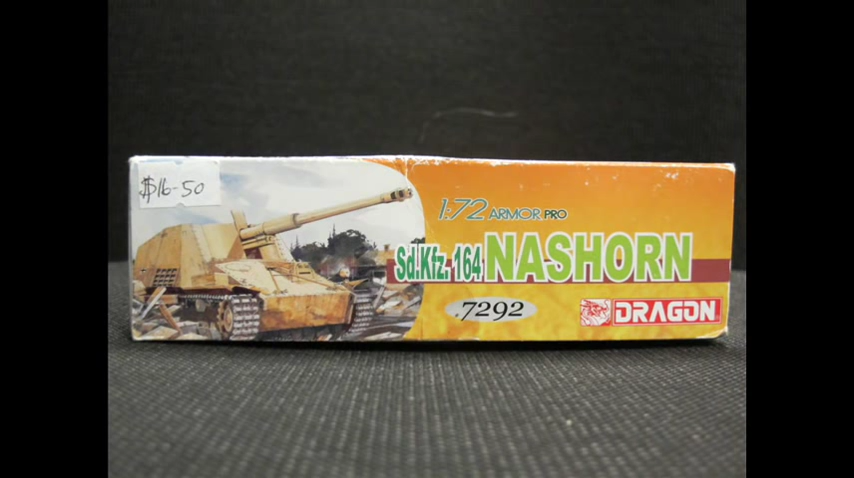 $16-50
1:72 ARMOR PRO
Sd.Kfz. 164 NASHORN
7292
DRAGON